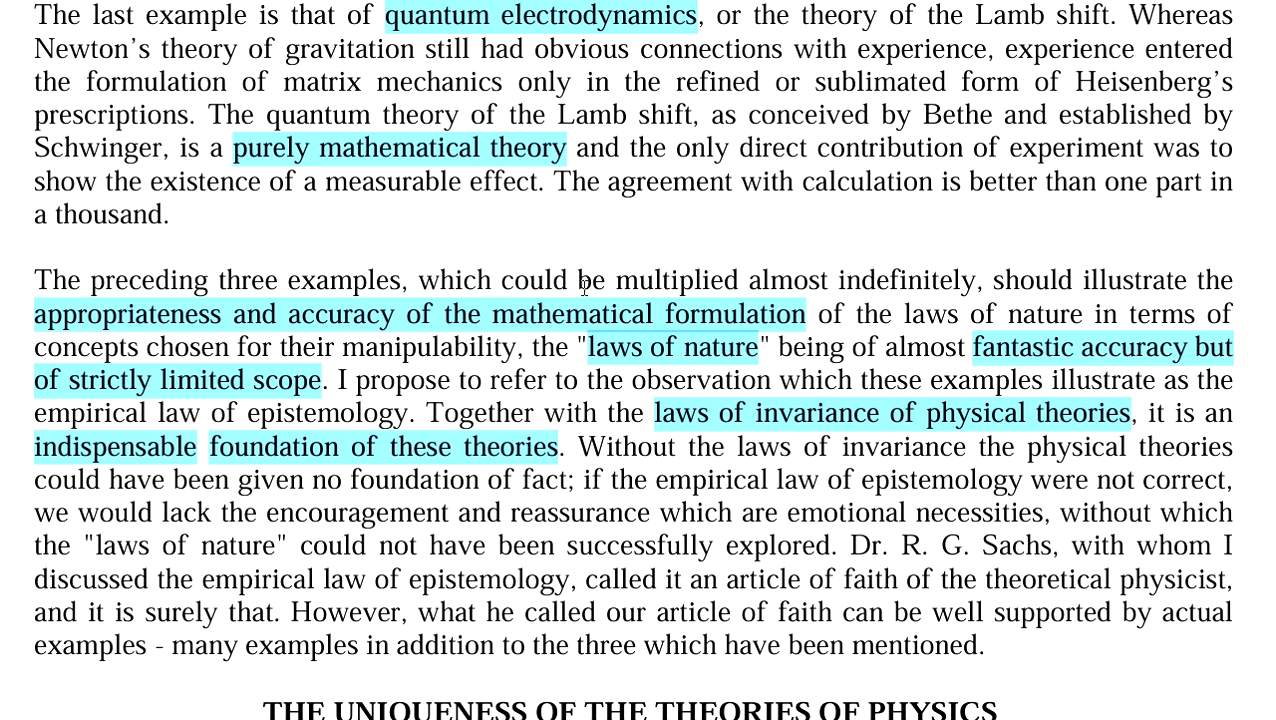 The last example is that of quantum electrodynamics, or the theory of the Lamb shift. Whereas
Newton's theory of gravitation still had obvious connections with experience, experience entered
the formulation of matrix mechanics only in the refined or sublimated form of Heisenberg's
prescriptions. The quantum theory of the Lamb shift, as conceived by Bethe and established by
Schwinger, is a purely mathematical theory and the only direct contribution of experiment was to
show the existence of a measurable effect. The agreement with calculation is better than one part in
a thousand.
The preceding three examples, which could be multiplied almost indefinitely, should illustrate the
appropriateness and accuracy of the mathematical formulation of the laws of nature in terms of
concepts chosen for their manipulability, the "laws of nature" being of almost fantastic accuracy but
of strictly limited scope. I propose to refer to the observation which these examples illustrate as the
empirical law of epistemology. Together with the laws of invariance of physical theories, it is an
indispensable foundation of these theories. Without the laws of invariance the physical theories
could have been given no foundation of fact; if the empirical law of epistemology were not correct,
we would lack the encouragement and reassurance which are emotional necessities, without which
the "laws of nature" could not have been successfully explored. Dr. R. G. Sachs, with whom I
discussed the empirical law of epistemology, called it an article of faith of the theoretical physicist,
and it is surely that. However, what he called our article of faith can be well supported by actual
examples - many examples in addition to the three which have been mentioned.
THE UNIQUENESS OF THE THEORIES OF PHYSICS